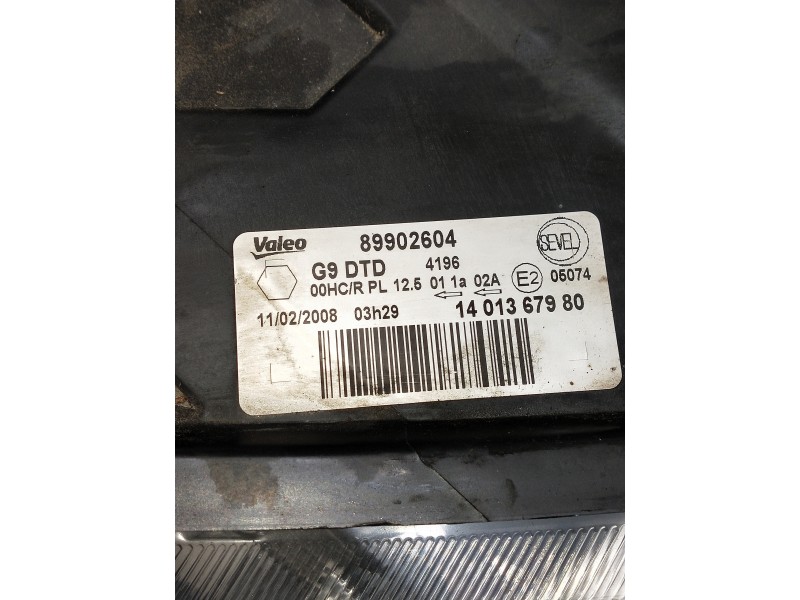 Valeo 89902604 SEVEL
G9 DTD 4196
00HC/R PL 12.5 01 1a 02A E2 05074
11/02/2008 03h29 14 013 679 80